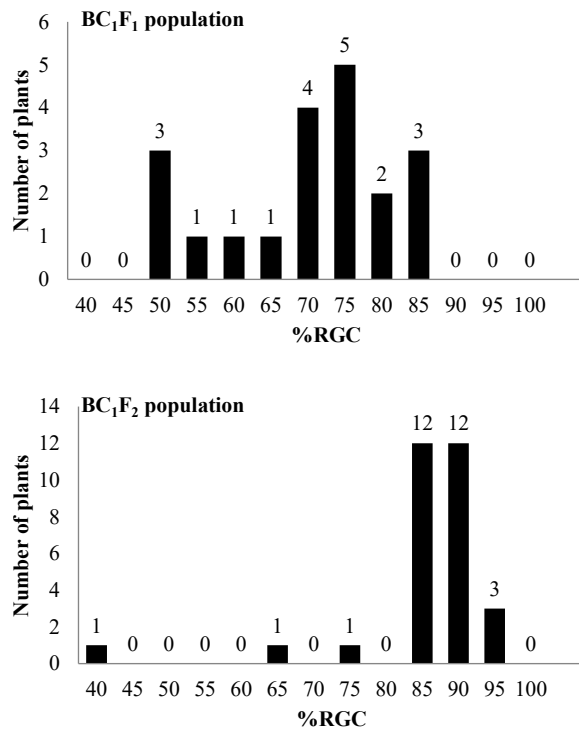 BC₁F₁ population
6
5
4
3
2
1
0
Number of plants
0 0 3 1 1 1 4 5 2 3 0 0 0
40 45 50 55 60 65 70 75 80 85 90 95 100
%RGC
BC₁F₂ population
14
12
10
8
6
4
2
0
Number of plants
1 0 0 0 0 1 0 1 0 12 12 3 0
40 45 50 55 60 65 70 75 80 85 90 95 100
%RGC